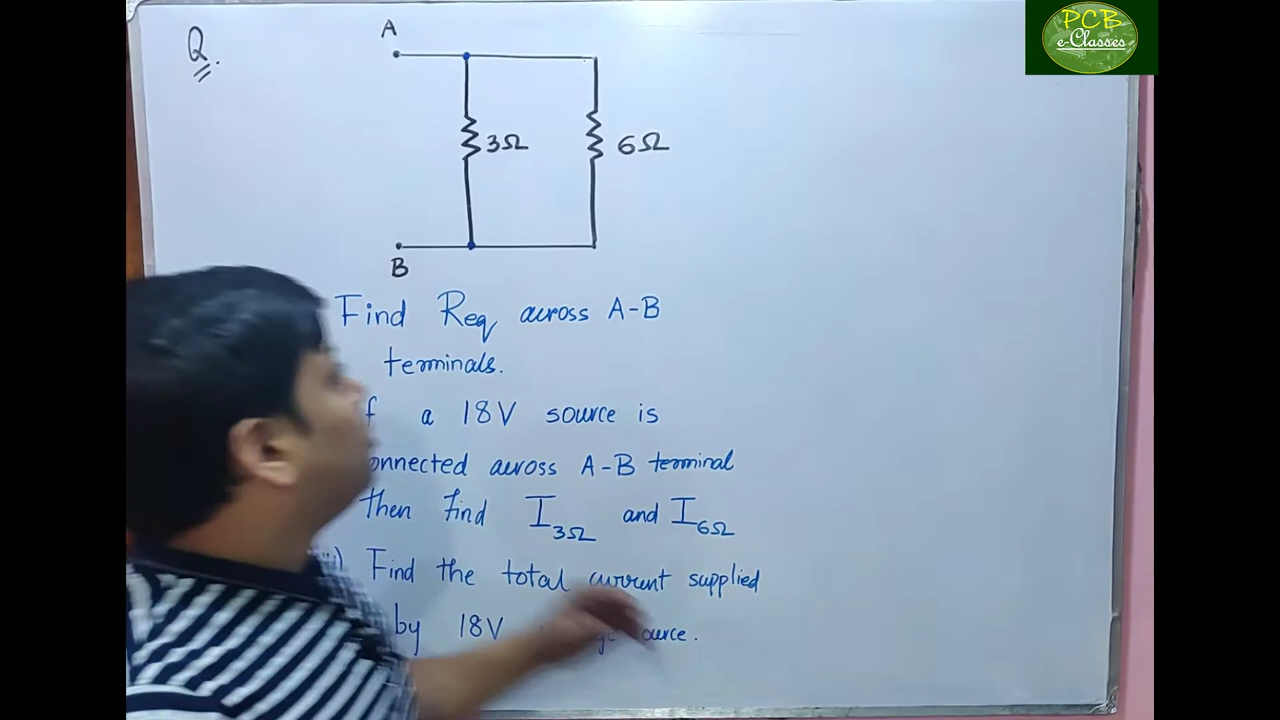 PCB
e-Classes
Q.
A
3Ω
6Ω
B
Find Req across A-B
terminals.
a 18V source is
across A-B terminal
then find I3Ω and I6Ω
Find the total current supplied
by 18V